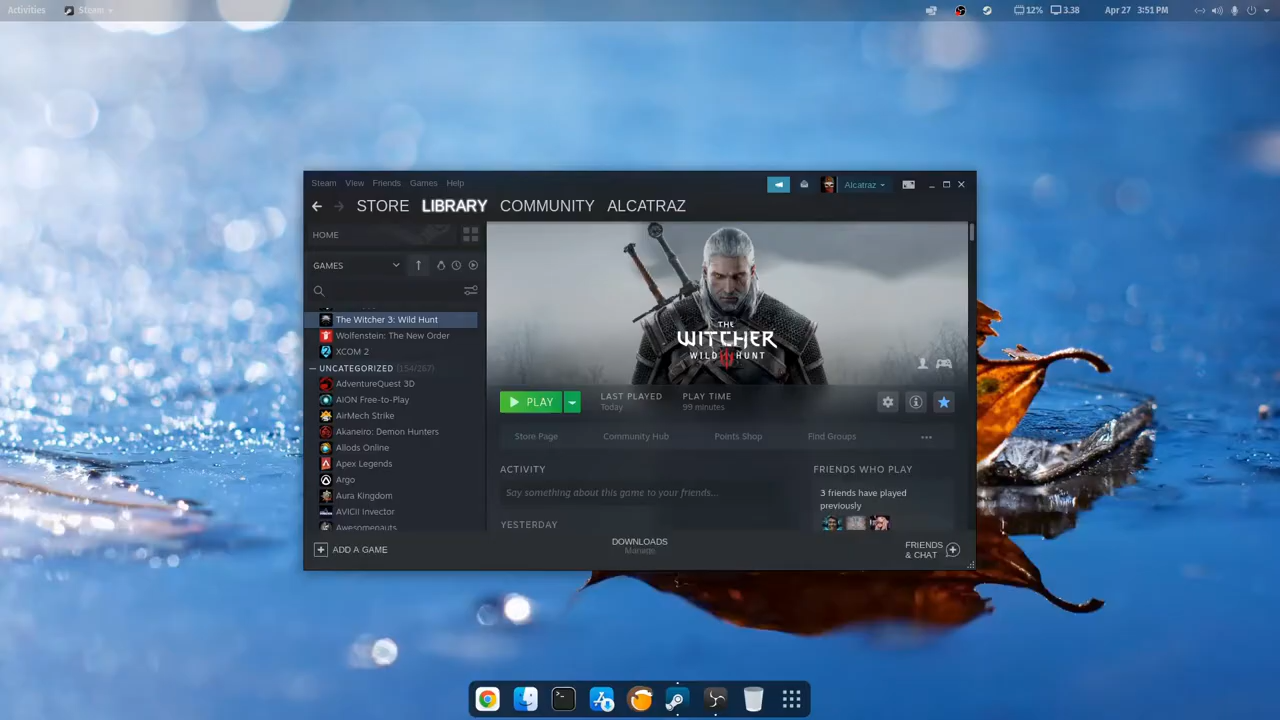 Activities Steam 12% 3.38 Apr 27 3:51 PM
Steam View Friends Games Help Alcatraz
STORE LIBRARY COMMUNITY ALCATRAZ
HOME
GAMES
The Witcher 3: Wild Hunt
Wolfenstein: The New Order
XCOM 2
UNCATEGORIZED (154/267)
AdventureQuest 3D
AION Free-to-Play
AirMech Strike
Akaneiro: Demon Hunters
Allods Online
Apex Legends
Argo
Aura Kingdom
AVICII Invector
Awesomenauts
THE
WITCHER
WILD HUNT
PLAY
LAST PLAYED
Today
PLAY TIME
99 minutes
Store Page Community Hub Points Shop Find Groups
ACTIVITY
Say something about this game to your friends...
YESTERDAY
FRIENDS WHO PLAY
3 friends have played
previously
ADD A GAME
DOWNLOADS
Manage
FRIENDS
& CHAT